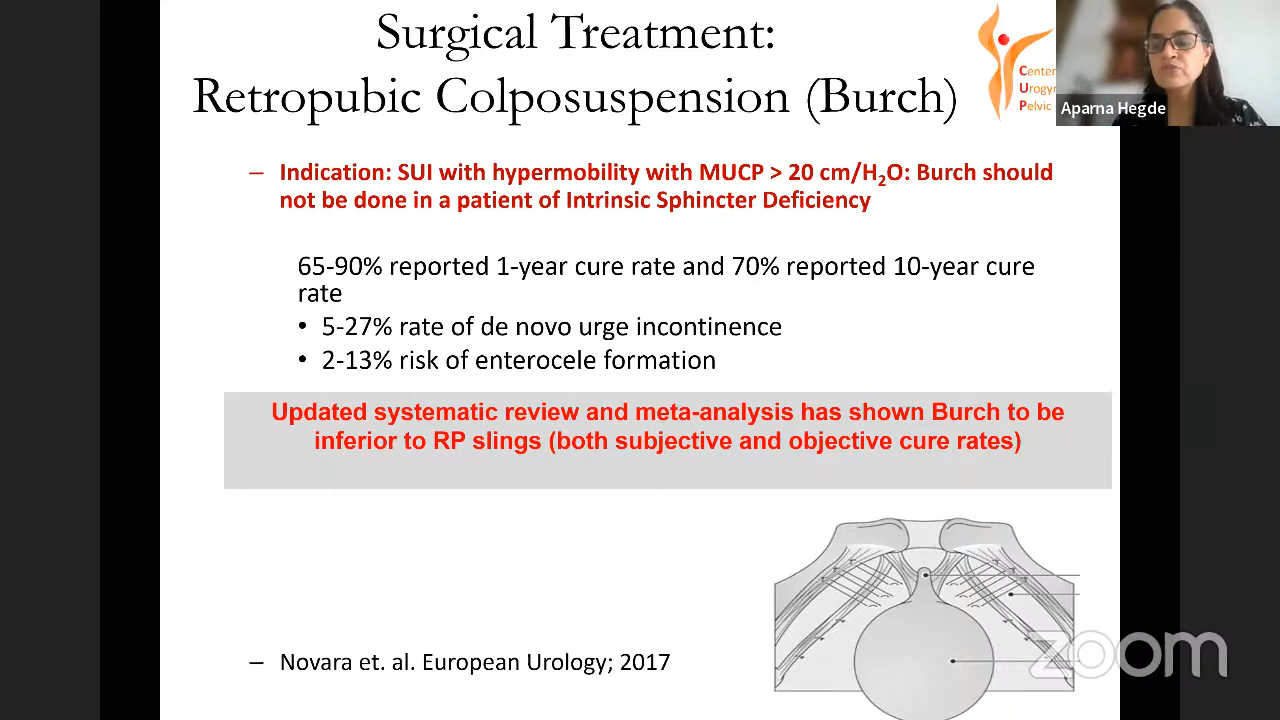 Surgical Treatment:
Retropubic Colposuspension (Burch)
Center
Urogyn
Pelvic
Aparna Hegde
– Indication: SUI with hypermobility with MUCP > 20 cm/H₂O: Burch should
not be done in a patient of Intrinsic Sphincter Deficiency
65-90% reported 1-year cure rate and 70% reported 10-year cure
rate
• 5-27% rate of de novo urge incontinence
• 2-13% risk of enterocele formation
Updated systematic review and meta-analysis has shown Burch to be
inferior to RP slings (both subjective and objective cure rates)
– Novara et. al. European Urology; 2017
zoom